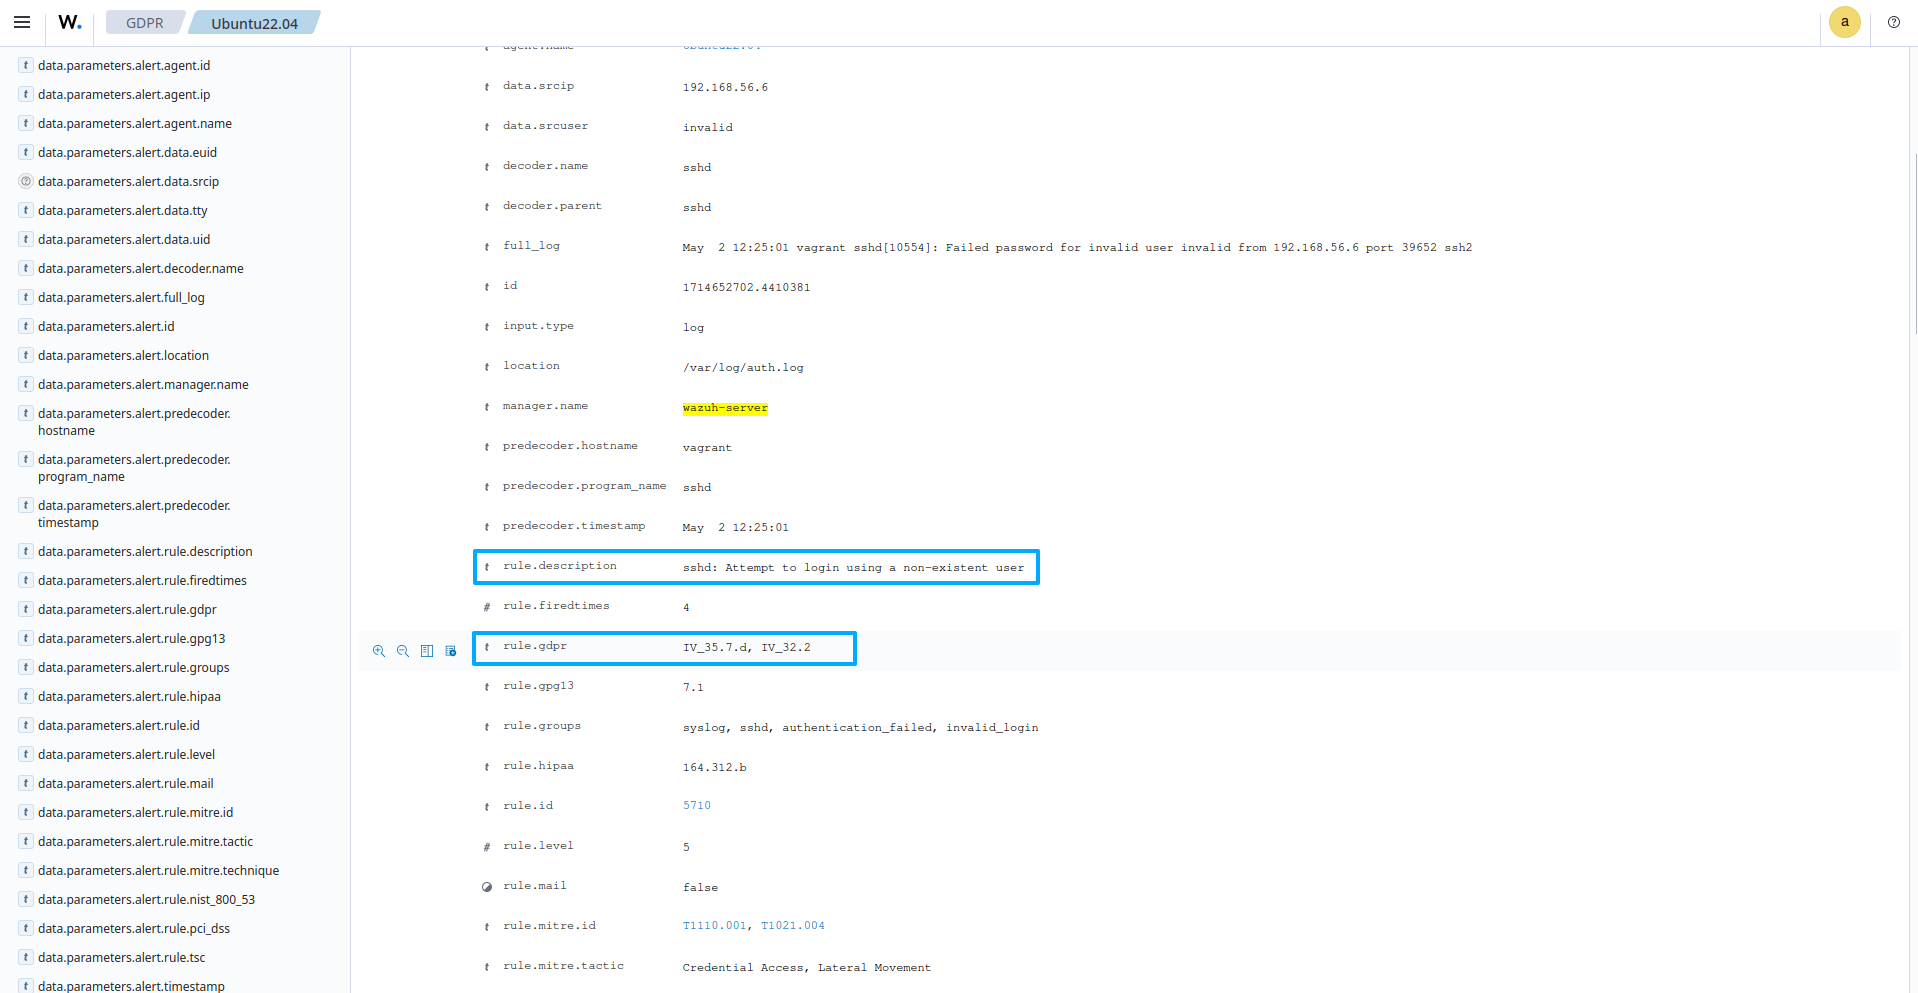 W.
GDPR
Ubuntu22.04
a
data.parameters.alert.agent.id
data.parameters.alert.agent.ip
data.parameters.alert.agent.name
data.parameters.alert.data.euid
data.parameters.alert.data.srcip
data.parameters.alert.data.tty
data.parameters.alert.data.uid
data.parameters.alert.decoder.name
data.parameters.alert.full_log
data.parameters.alert.id
data.parameters.alert.location
data.parameters.alert.manager.name
data.parameters.alert.predecoder.
hostname
data.parameters.alert.predecoder.
program_name
data.parameters.alert.predecoder.
timestamp
data.parameters.alert.rule.description
data.parameters.alert.rule.firedtimes
data.parameters.alert.rule.gdpr
data.parameters.alert.rule.gpg13
data.parameters.alert.rule.groups
data.parameters.alert.rule.hipaa
data.parameters.alert.rule.id
data.parameters.alert.rule.level
data.parameters.alert.rule.mail
data.parameters.alert.rule.mitre.id
data.parameters.alert.rule.mitre.tactic
data.parameters.alert.rule.mitre.technique
data.parameters.alert.rule.nist_800_53
data.parameters.alert.rule.pci_dss
data.parameters.alert.rule.tsc
data.parameters.alert.timestamp
t agent.name Ubuntu22.04
t data.srcip 192.168.56.6
t data.srcuser invalid
t decoder.name sshd
t decoder.parent sshd
t full_log May  2 12:25:01 vagrant sshd[10554]: Failed password for invalid user invalid from 192.168.56.6 port 39652 ssh2
t id 1714652702.4410381
t input.type log
t location /var/log/auth.log
t manager.name wazuh-server
t predecoder.hostname vagrant
t predecoder.program_name sshd
t predecoder.timestamp May  2 12:25:01
t rule.description sshd: Attempt to login using a non-existent user
# rule.firedtimes 4
t rule.gdpr IV_35.7.d, IV_32.2
t rule.gpg13 7.1
t rule.groups syslog, sshd, authentication_failed, invalid_login
t rule.hipaa 164.312.b
t rule.id 5710
# rule.level 5
rule.mail false
t rule.mitre.id T1110.001, T1021.004
t rule.mitre.tactic Credential Access, Lateral Movement